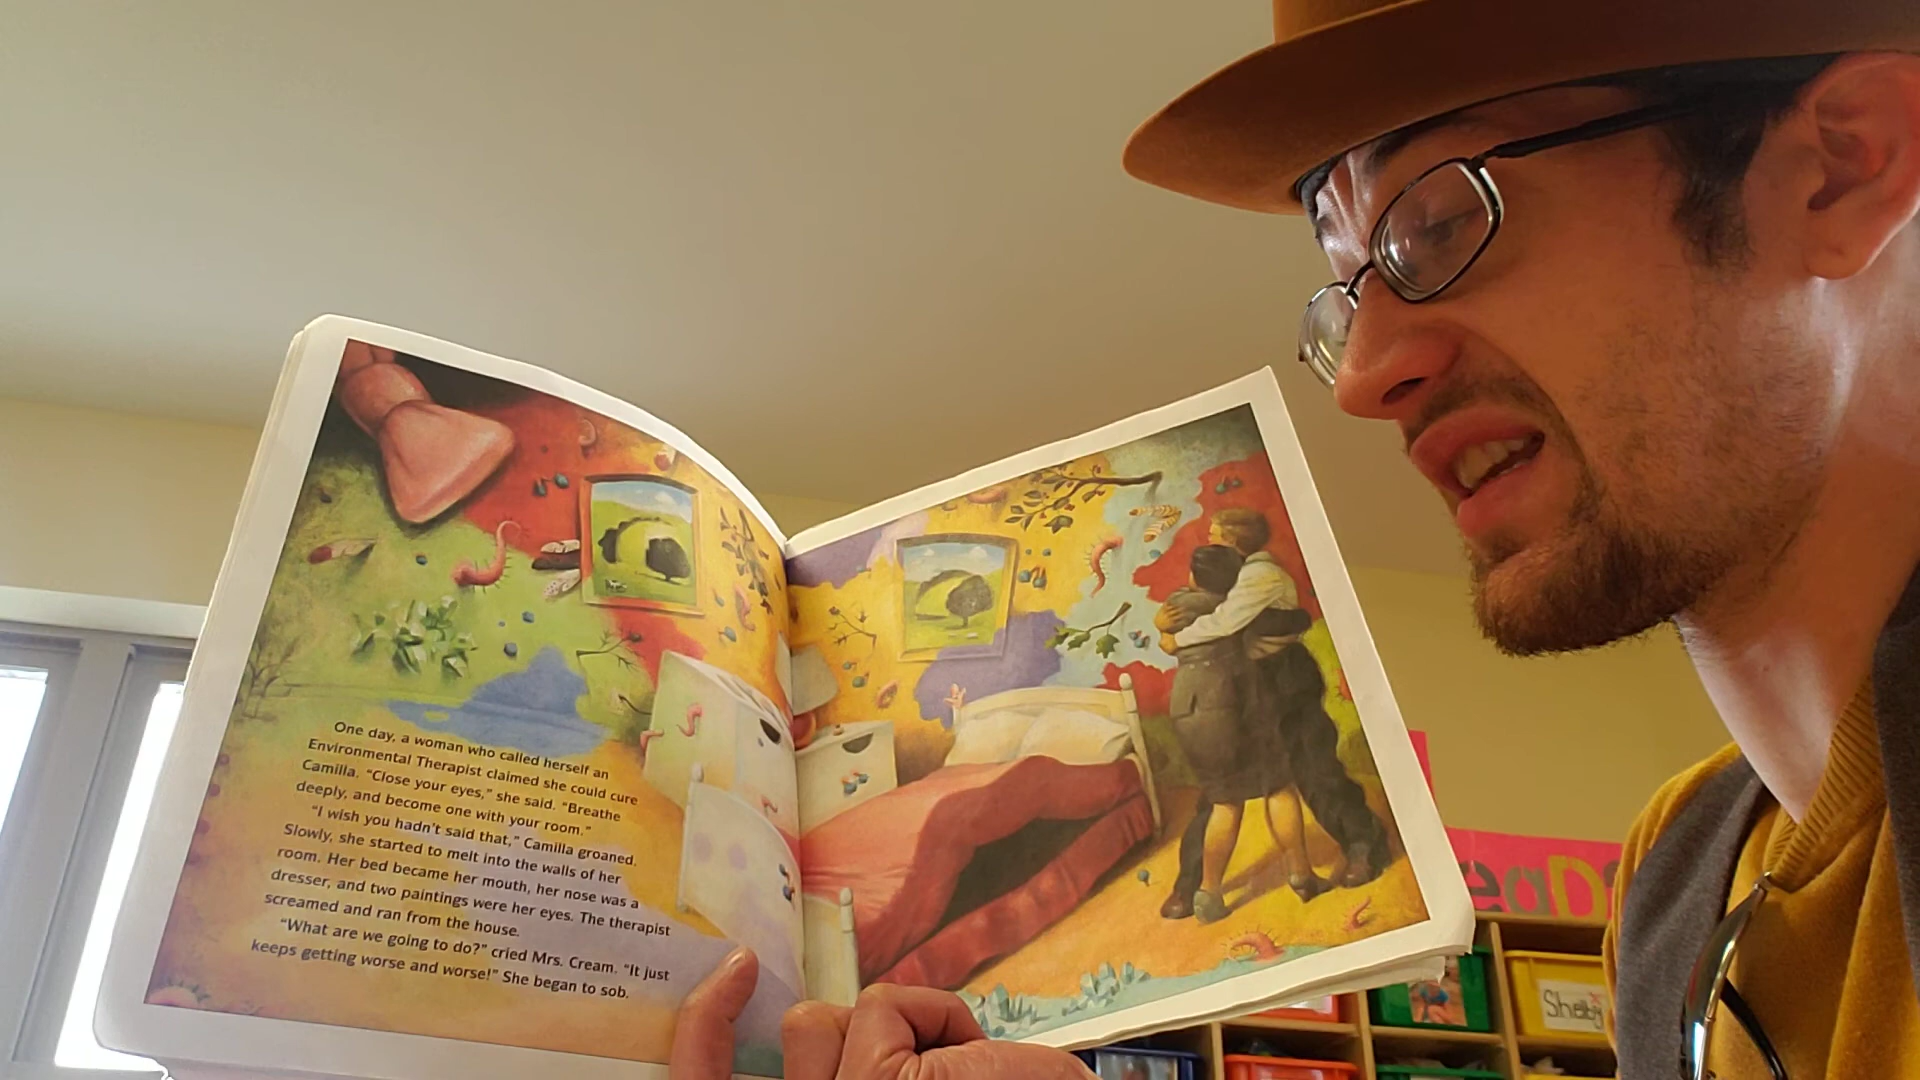 One day, a woman who called herself an
Environmental Therapist claimed she could cure
Camilla. “Close your eyes,” she said. “Breathe
deeply, and become one with your room.”
“I wish you hadn't said that,” Camilla groaned.
Slowly, she started to melt into the walls of her
room. Her bed became her mouth, her nose was a
dresser, and two paintings were her eyes. The therapist
screamed and ran from the house.
“What are we going to do?” cried Mrs. Cream. “It just
keeps getting worse and worse!” She began to sob.